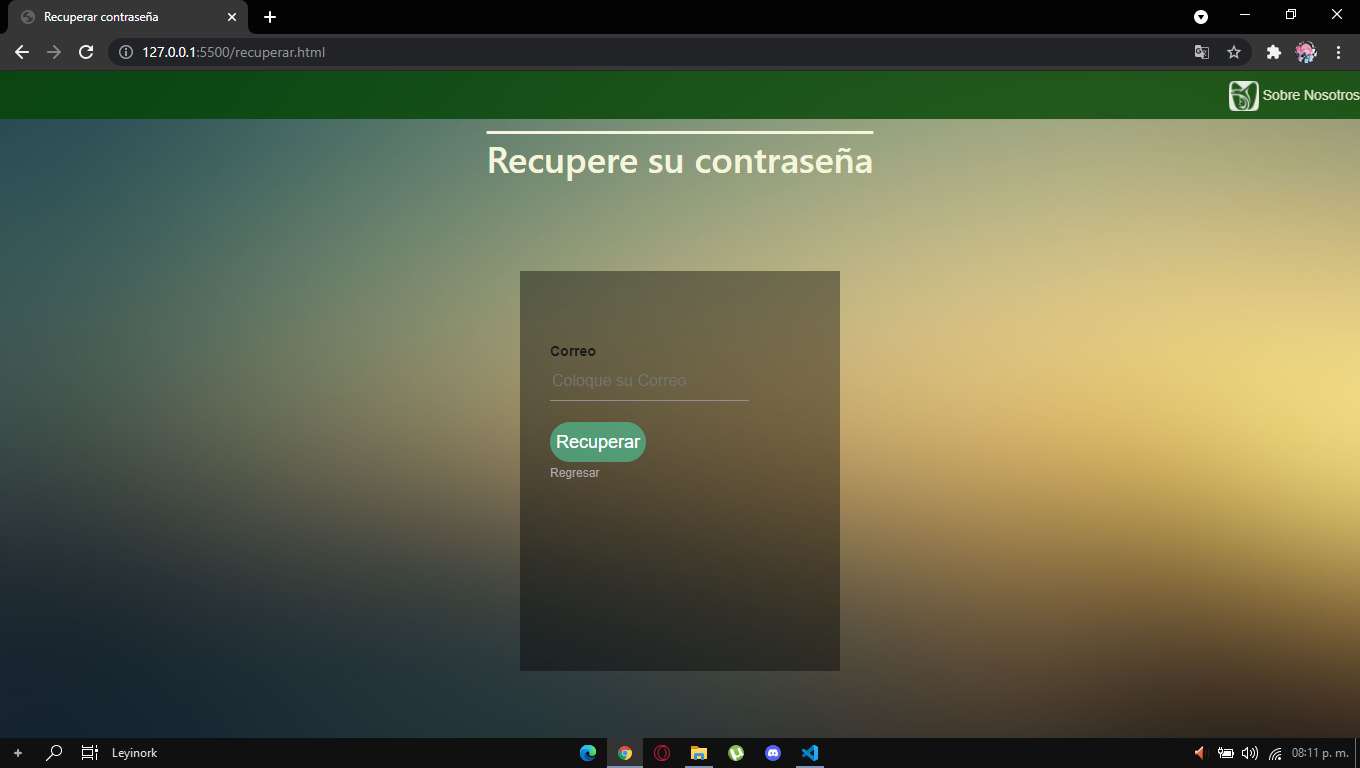 Recuperar contraseña
127.0.0.1:5500/recuperar.html
Sobre Nosotros
Recupere su contraseña
Correo
Coloque su Correo
Recuperar
Regresar
Leyinork
08:11 p. m.